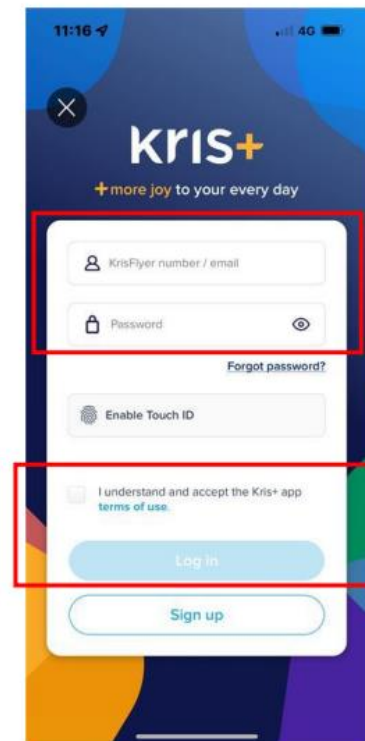 11:16
4G
kris+
+more joy to your every day
KrisFlyer number / email
Password
Forgot password?
Enable Touch ID
I understand and accept the Kris+ app
terms of use.
Log in
Sign up